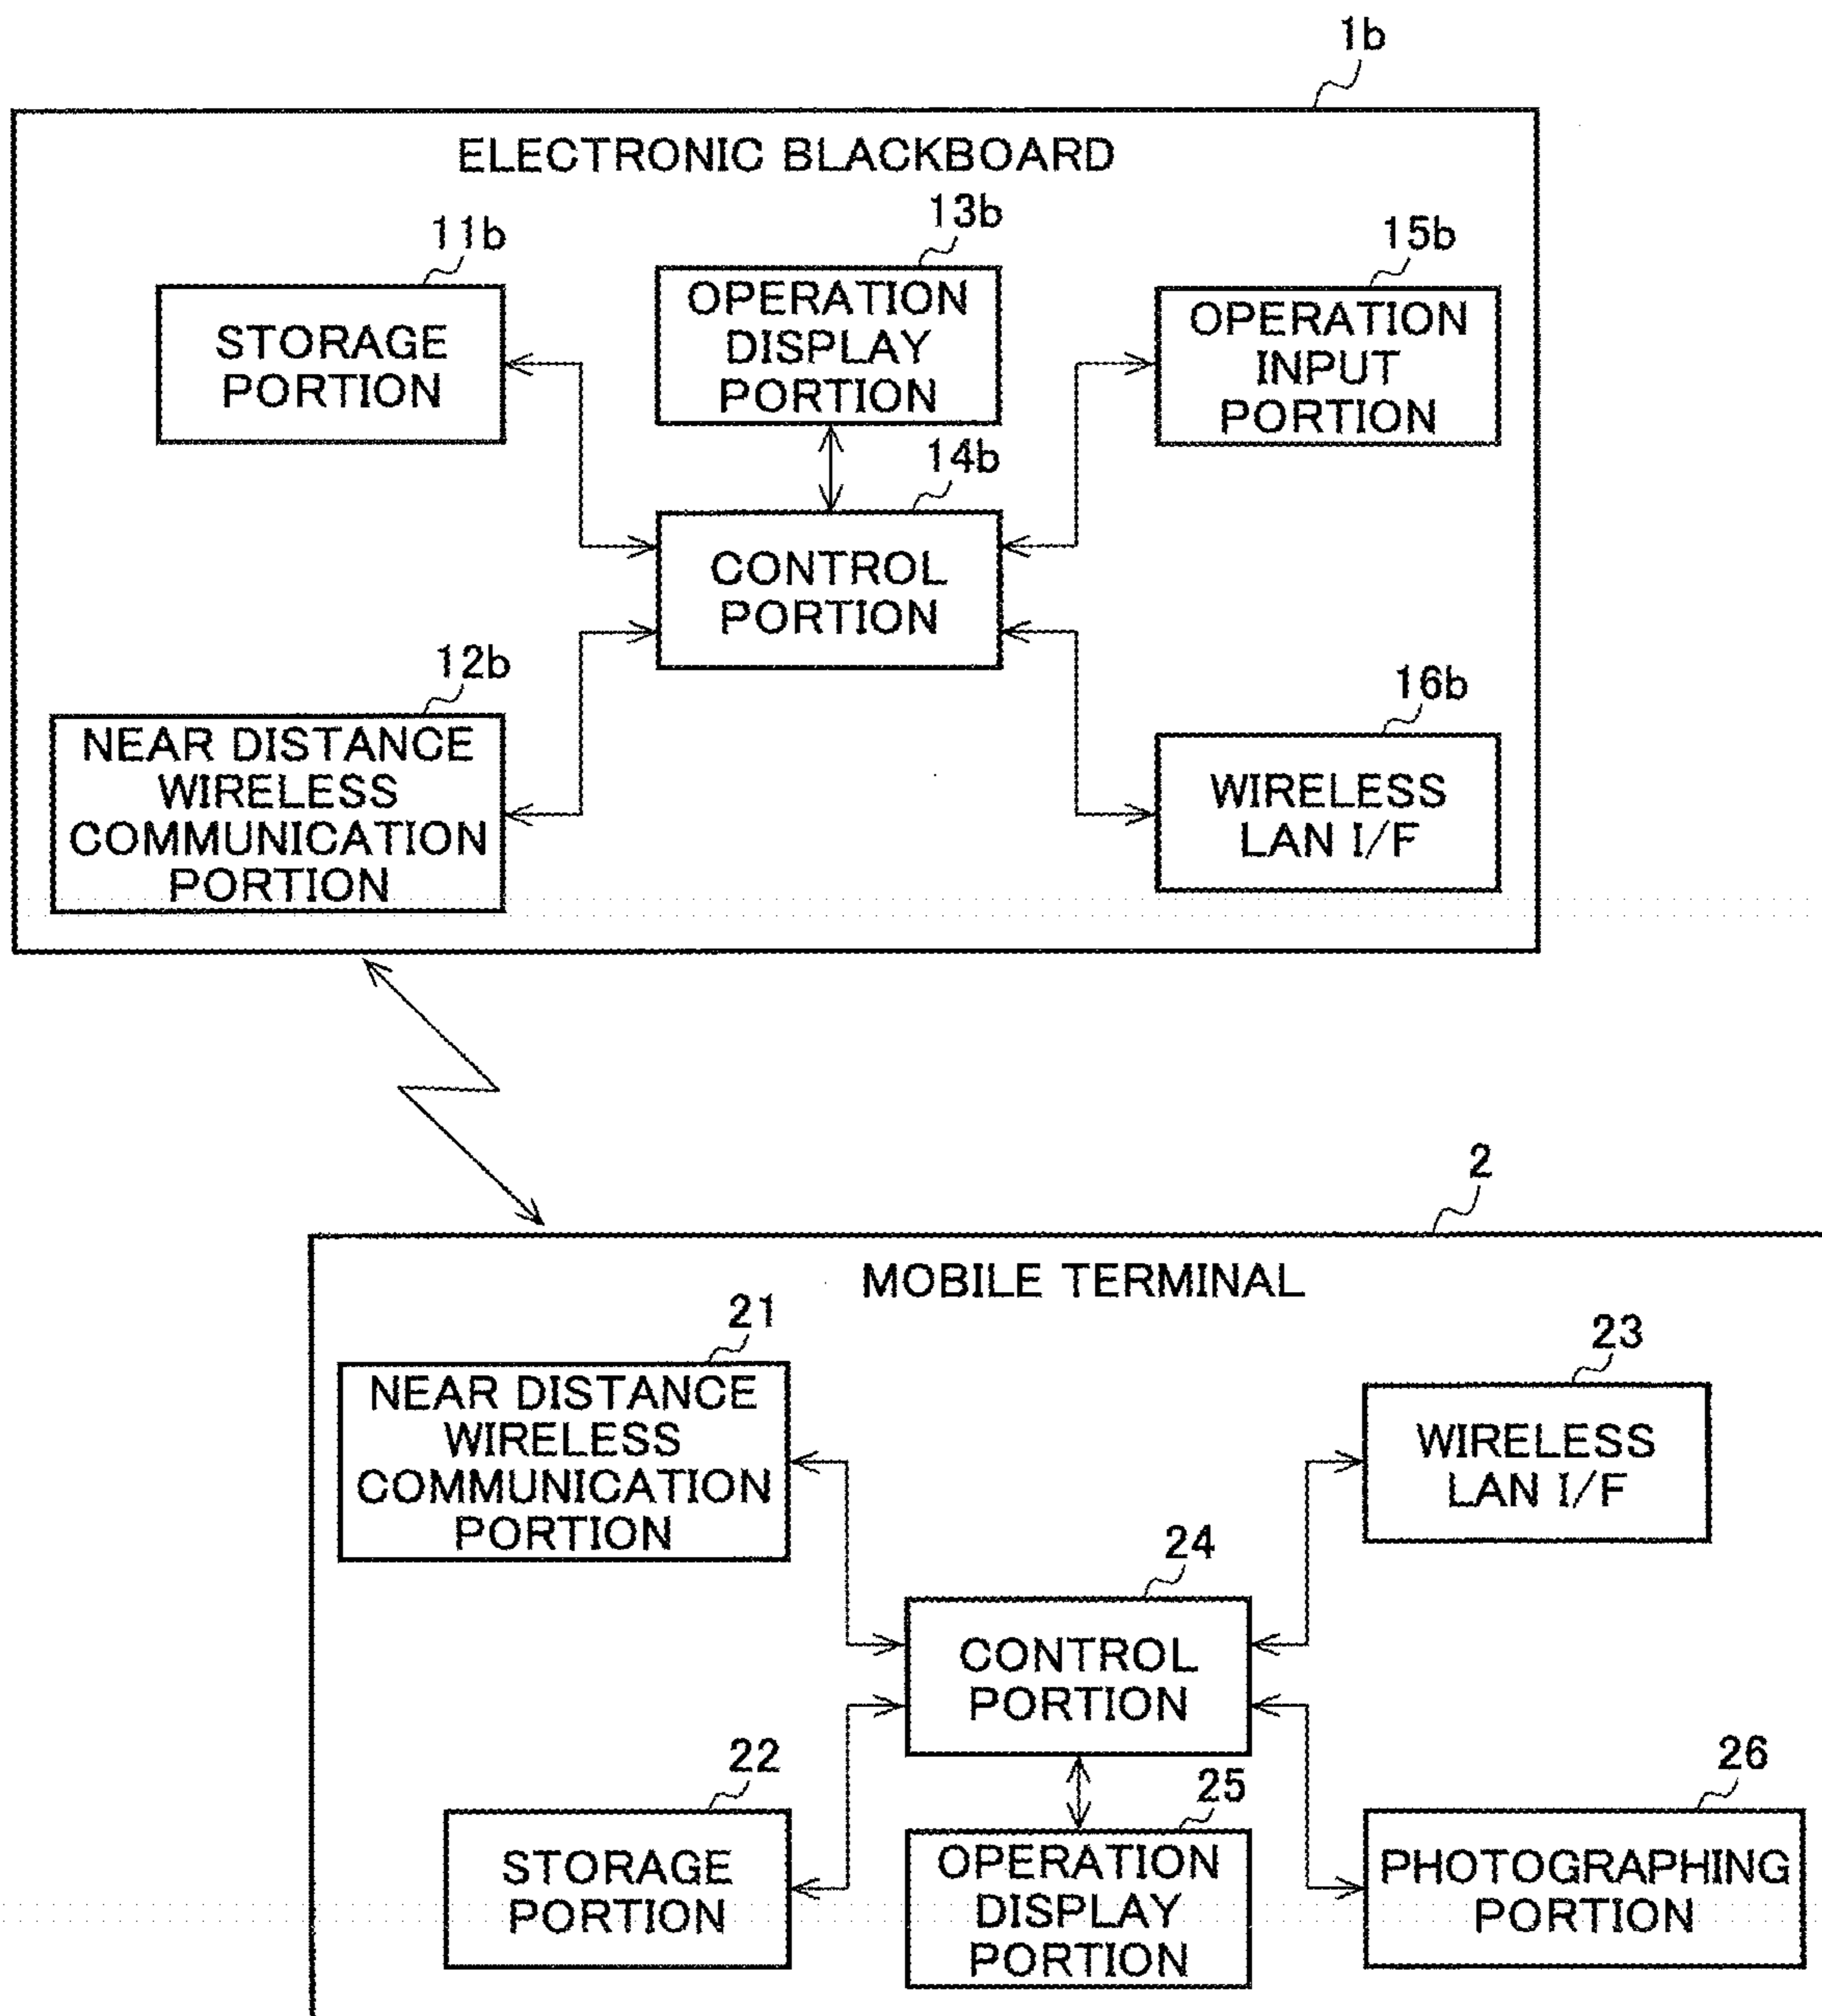 1b
ELECTRONIC BLACKBOARD
11b
STORAGE
PORTION
13b
OPERATION
DISPLAY
PORTION
15b
OPERATION
INPUT
PORTION
14b
CONTROL
PORTION
12b
NEAR DISTANCE
WIRELESS
COMMUNICATION
PORTION
16b
WIRELESS
LAN I/F
2
MOBILE TERMINAL
21
NEAR DISTANCE
WIRELESS
COMMUNICATION
PORTION
23
WIRELESS
LAN I/F
24
CONTROL
PORTION
22
STORAGE
PORTION
25
OPERATION
DISPLAY
PORTION
26
PHOTOGRAPHING
PORTION